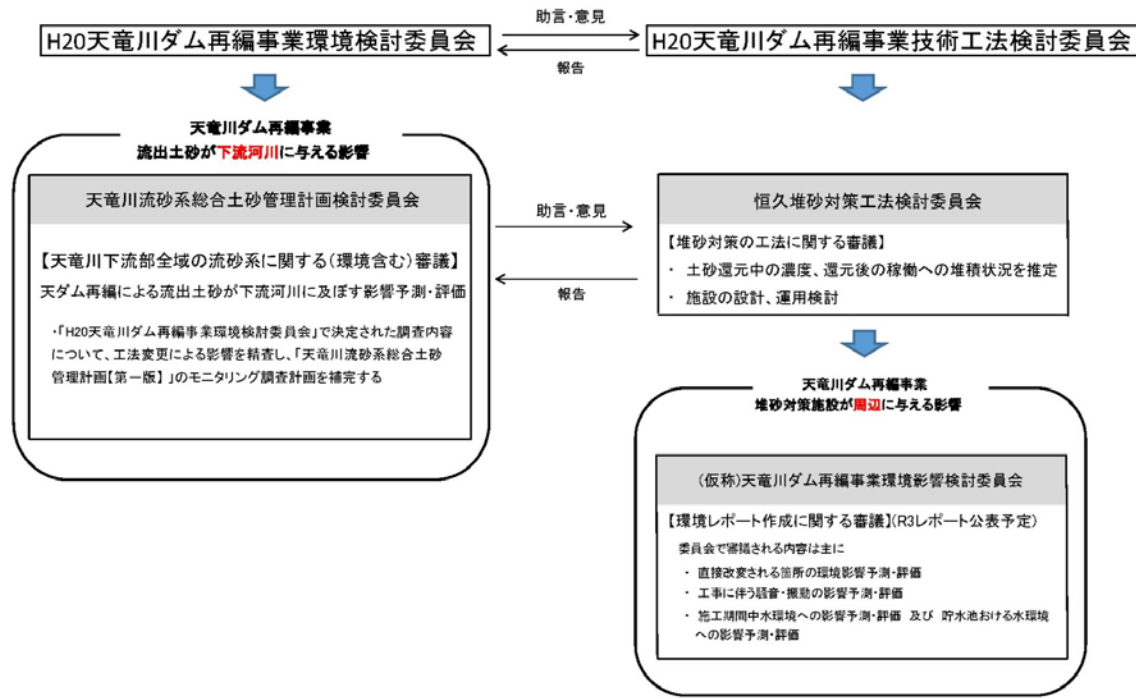 H20天竜川ダム再編事業環境検討委員会
助言・意見
報告
H20天竜川ダム再編事業技術工法検討委員会
天竜川ダム再編事業
流出土砂が下流河川に与える影響
天竜川流砂系総合土砂管理計画検討委員会
【天竜川下流部全域の流砂系に関する(環境含む)審議】
天ダム再編による流出土砂が下流河川に及ぼす影響予測・評価
・「H20天竜川ダム再編事業環境検討委員会」で決定された調査内容
について、工法変更による影響を精査し、「天竜川流砂系総合土砂
管理計画【第一版】」のモニタリング調査計画を補完する
助言・意見
報告
恒久堆砂対策工法検討委員会
【堆砂対策の工法に関する審議】
・ 土砂還元中の濃度、還元後の稼働への堆積状況を推定
・ 施設の設計、運用検討
天竜川ダム再編事業
堆砂対策施設が周辺に与える影響
(仮称)天竜川ダム再編事業環境影響検討委員会
【環境レポート作成に関する審議】(R3レポート公表予定)
委員会で審議される内容は主に
・ 直接改変される箇所の環境影響予測・評価
・ 工事に伴う騒音・振動の影響予測・評価
・ 施工期間中水環境への影響予測・評価 及び 貯水池おける水環境
への影響予測・評価